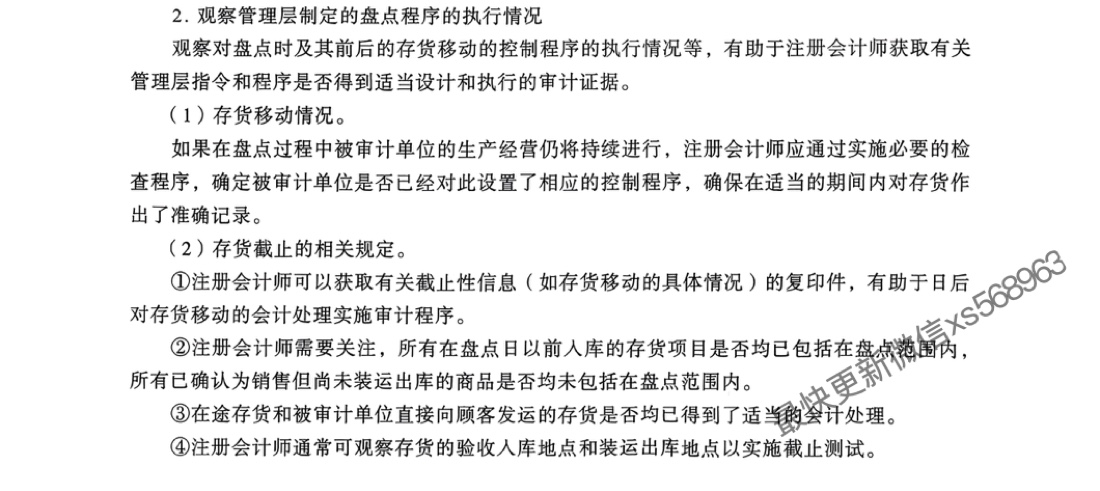 2. 观察管理层制定的盘点程序的执行情况
观察对盘点时及其前后的存货移动的控制程序的执行情况等，有助于注册会计师获取有关
管理层指令和程序是否得到适当设计和执行的审计证据。
（1）存货移动情况。
如果在盘点过程中被审计单位的生产经营仍将持续进行，注册会计师应通过实施必要的检
查程序，确定被审计单位是否已经对此设置了相应的控制程序，确保在适当的期间内对存货作
出了准确记录。
（2）存货截止的相关规定。
①注册会计师可以获取有关截止性信息（如存货移动的具体情况）的复印件，有助于日后
对存货移动的会计处理实施审计程序。
②注册会计师需要关注，所有在盘点日以前入库的存货项目是否均已包括在盘点范围内，
所有已确认为销售但尚未装运出库的商品是否均未包括在盘点范围内。
③在途存货和被审计单位直接向顾客发运的存货是否均已得到了适当的会计处理。
④注册会计师通常可观察存货的验收入库地点和装运出库地点以实施截止测试。
最快更新微信xs568963